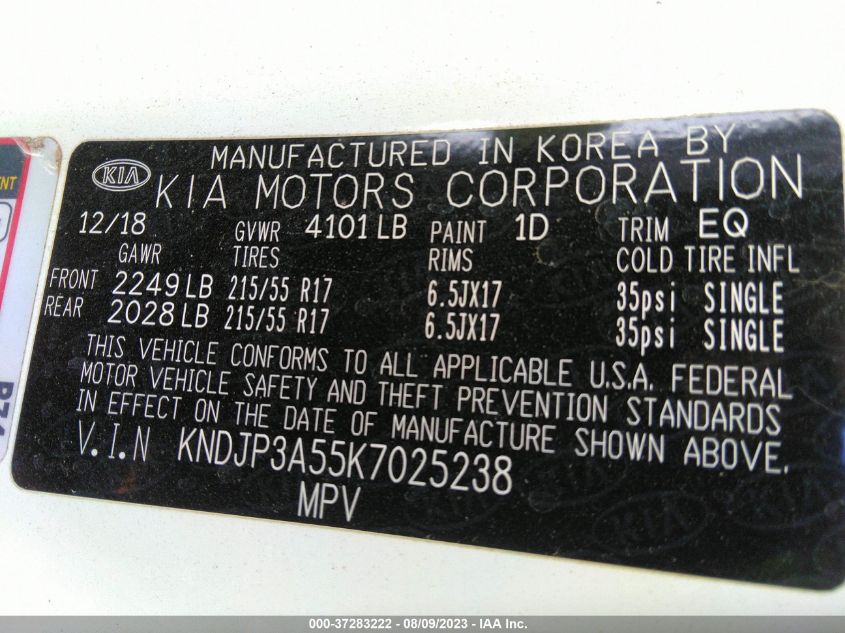 MANUFACTURED IN KOREA BY
KIA KIA MOTORS CORPORATION
12/18 GVWR 4101 LB PAINT 1D TRIM EQ
GAWR TIRES RIMS COLD TIRE INFL
FRONT 2249 LB 215/55 R17 6.5JX17 35psi SINGLE
REAR 2028 LB 215/55 R17 6.5JX17 35psi SINGLE
THIS VEHICLE CONFORMS TO ALL APPLICABLE U.S.A. FEDERAL
MOTOR VEHICLE SAFETY AND THEFT PREVENTION STANDARDS
IN EFFECT ON THE DATE OF MANUFACTURE SHOWN ABOVE.
V.I.N KNDJP3A55K7025238
MPV
000-37283222 - 08/09/2023 - IAA Inc.